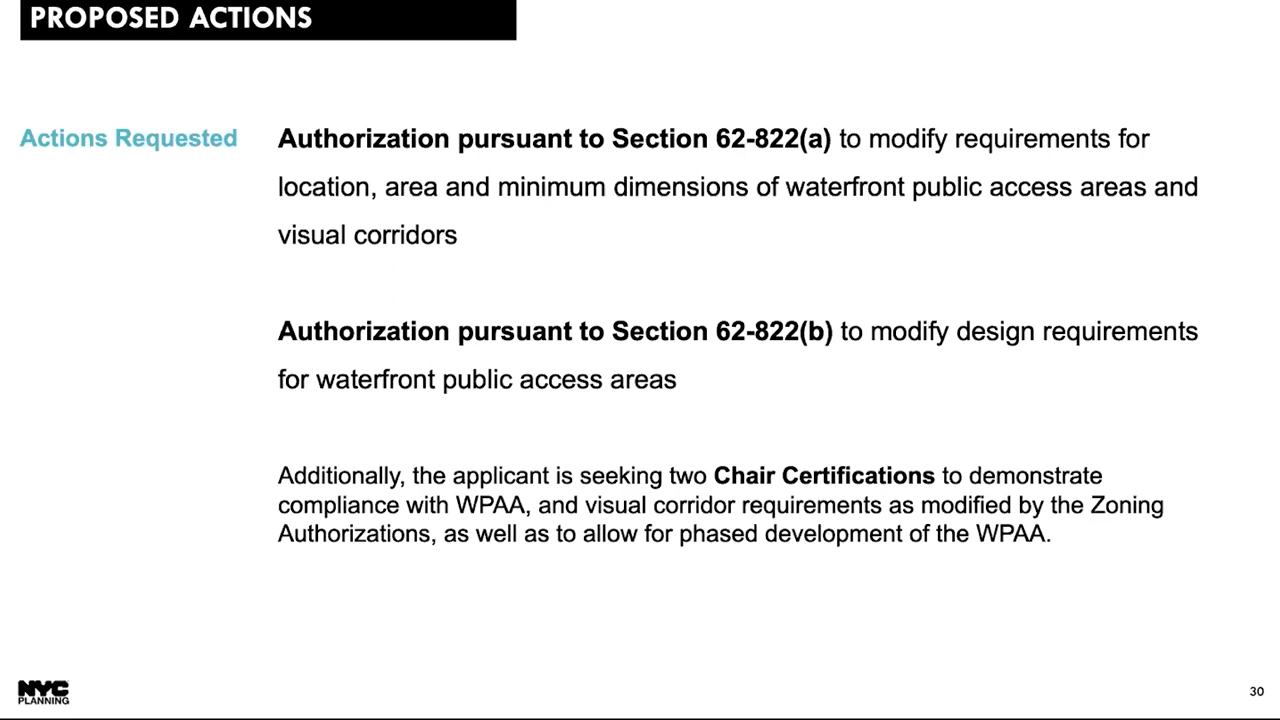 PROPOSED ACTIONS
Actions Requested
Authorization pursuant to Section 62-822(a) to modify requirements for
location, area and minimum dimensions of waterfront public access areas and
visual corridors
Authorization pursuant to Section 62-822(b) to modify design requirements
for waterfront public access areas
Additionally, the applicant is seeking two Chair Certifications to demonstrate
compliance with WPAA, and visual corridor requirements as modified by the Zoning
Authorizations, as well as to allow for phased development of the WPAA.
NYC
PLANNING
30